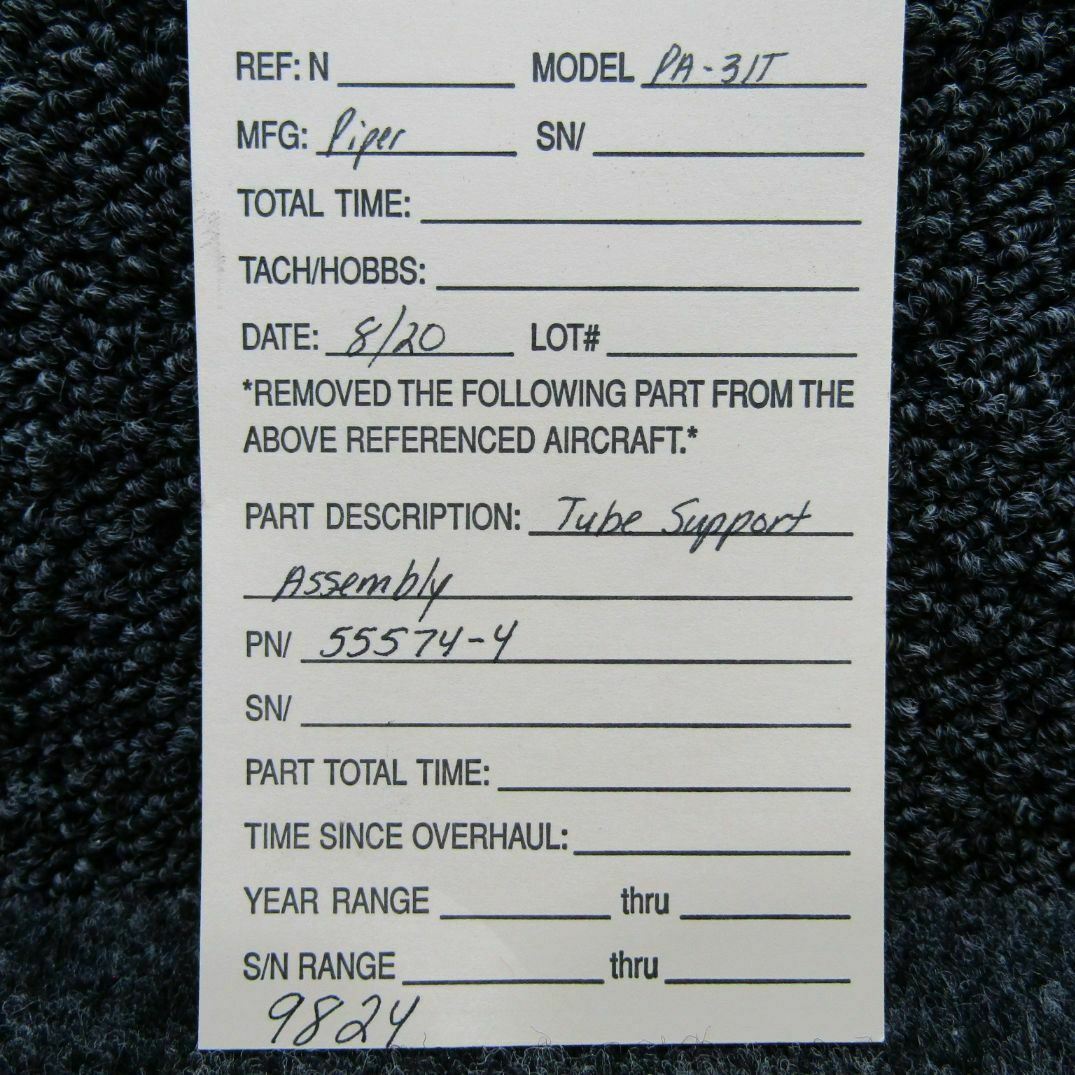 REF: N MODEL PA-31T
MFG: Piper SN/
TOTAL TIME:
TACH/HOBBS:
DATE: 8/20 LOT#
*REMOVED THE FOLLOWING PART FROM THE
ABOVE REFERENCED AIRCRAFT.*
PART DESCRIPTION: Tube Support
Assembly
PN/ 55574-4
SN/
PART TOTAL TIME:
TIME SINCE OVERHAUL:
YEAR RANGE thru
S/N RANGE thru
9824